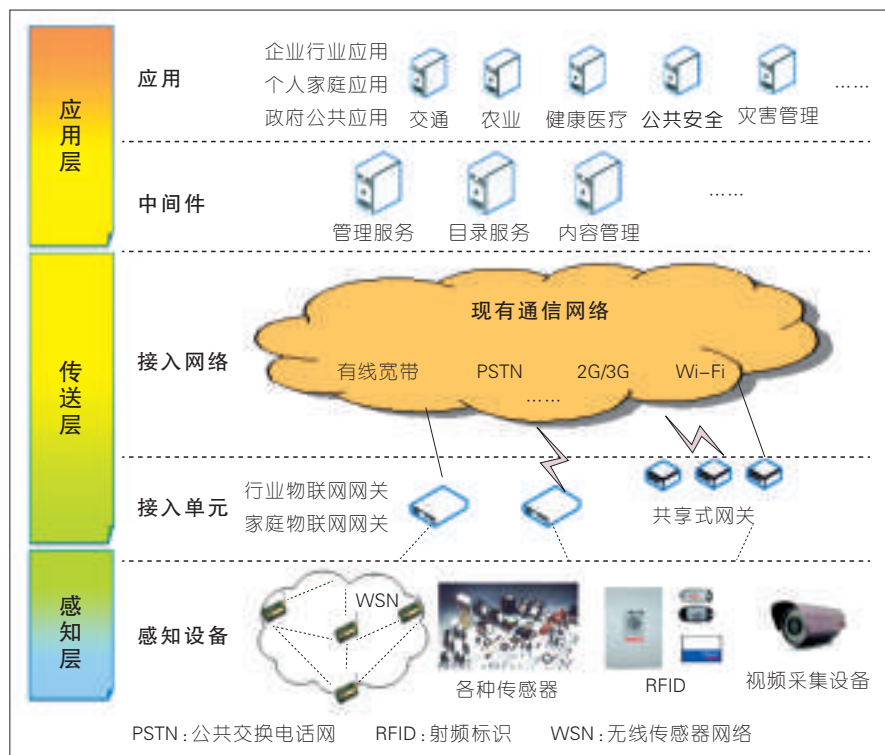 应用层
应用
企业行业应用
个人家庭应用
政府公共应用
交通
农业
健康医疗
公共安全
灾害管理
……
中间件
管理服务
目录服务
内容管理
……
传送层
接入网络
现有通信网络
有线宽带
PSTN
2G/3G
Wi-Fi
……
接入单元
行业物联网网关
家庭物联网网关
共享式网关
感知层
感知设备
WSN
各种传感器
RFID
视频采集设备
PSTN：公共交换电话网 RFID：射频标识 WSN：无线传感器网络